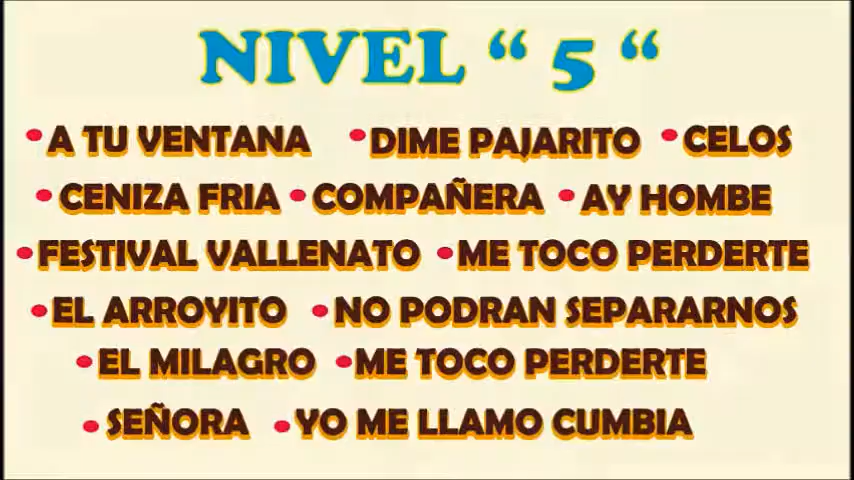 NIVEL “ 5 “
• A TU VENTANA • DIME PAJARITO • CELOS
• CENIZA FRIA • COMPAÑERA • AY HOMBE
• FESTIVAL VALLENATO • ME TOCO PERDERTE
• EL ARROYITO • NO PODRAN SEPARARNOS
• EL MILAGRO • ME TOCO PERDERTE
• SEÑORA • YO ME LLAMO CUMBIA